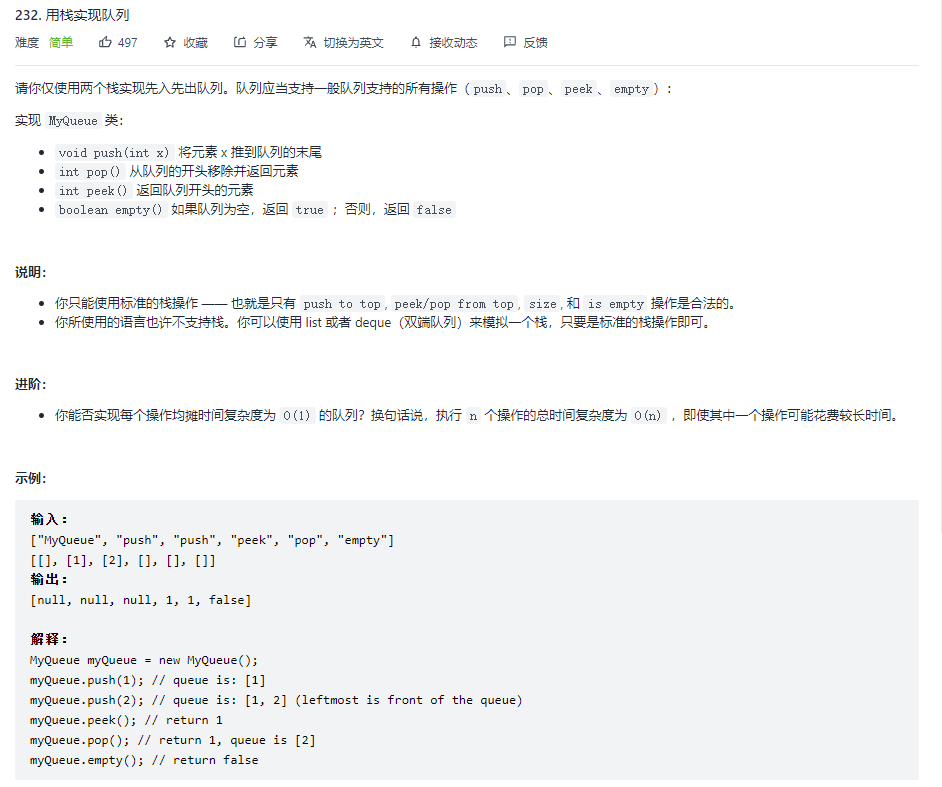 232. 用栈实现队列
难度 简单 497 收藏 分享 切换为英文 接收动态 反馈
请你仅使用两个栈实现先入先出队列。队列应当支持一般队列支持的所有操作（push、pop、peek、empty）：
实现 MyQueue 类：
void push(int x) 将元素 x 推到队列的末尾
int pop() 从队列的开头移除并返回元素
int peek() 返回队列开头的元素
boolean empty() 如果队列为空，返回 true ；否则，返回 false
说明：
你只能使用标准的栈操作 —— 也就是只有 push to top, peek/pop from top, size, 和 is empty 操作是合法的。
你所使用的语言也许不支持栈。你可以使用 list 或者 deque（双端队列）来模拟一个栈，只要是标准的栈操作即可。
进阶：
你能否实现每个操作均摊时间复杂度为 O(1) 的队列？换句话说，执行 n 个操作的总时间复杂度为 O(n) ，即使其中一个操作可能花费较长时间。
示例：
输入：
["MyQueue", "push", "push", "peek", "pop", "empty"]
[[], [1], [2], [], [], []]
输出：
[null, null, null, 1, 1, false]
解释：
MyQueue myQueue = new MyQueue();
myQueue.push(1); // queue is: [1]
myQueue.push(2); // queue is: [1, 2] (leftmost is front of the queue)
myQueue.peek(); // return 1
myQueue.pop(); // return 1, queue is [2]
myQueue.empty(); // return false